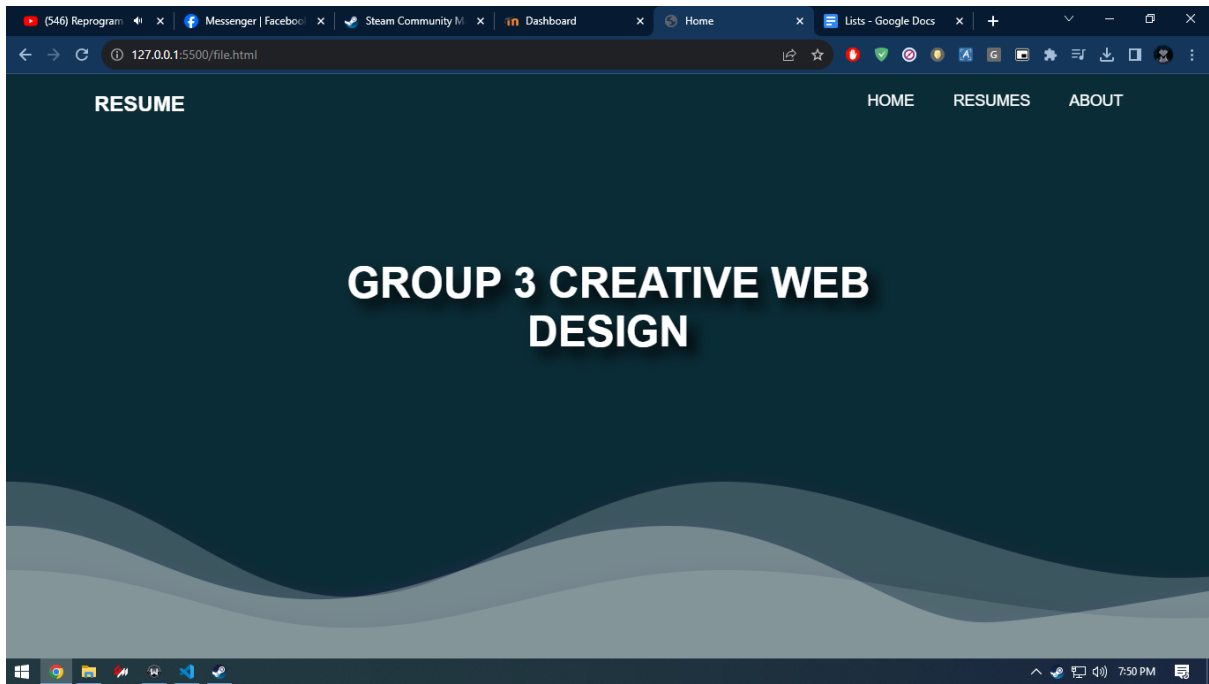 (546) Reprogram
Messenger | Faceboo
Steam Community M
Dashboard
Home
Lists - Google Docs
127.0.0.1:5500/file.html
RESUME
HOME
RESUMES
ABOUT
GROUP 3 CREATIVE WEB
DESIGN
7:50 PM